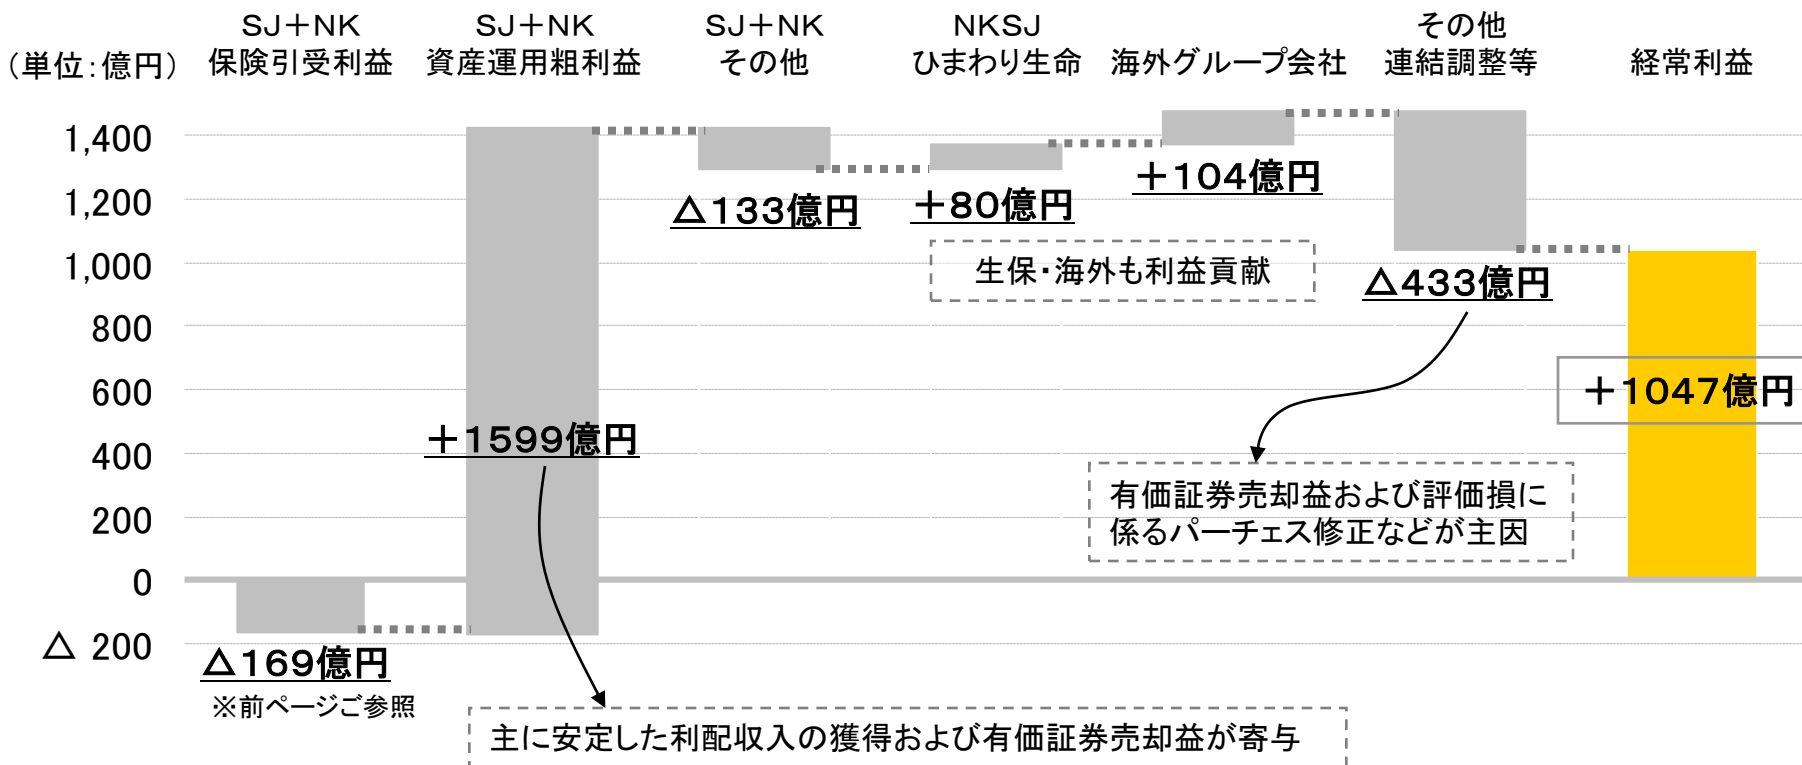 （単位：億円）
ＳＪ＋ＮＫ
保険引受利益
ＳＪ＋ＮＫ
資産運用粗利益
ＳＪ＋ＮＫ
その他
ＮＫＳＪ
ひまわり生命
海外グループ会社
その他
連結調整等
経常利益
1,400
1,200
1,000
800
600
400
200
0
△ 200
△169億円
※前ページご参照
＋1599億円
△133億円
＋80億円
＋104億円
△433億円
＋1047億円
生保・海外も利益貢献
有価証券売却益および評価損に
係るパーチェス修正などが主因
主に安定した利配収入の獲得および有価証券売却益が寄与